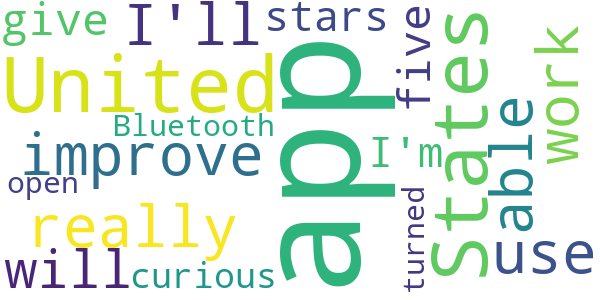 give
I'll
stars
five
United
app
States
work
Bluetooth
improve
I'm
able
open
really
turned
use
will
curious